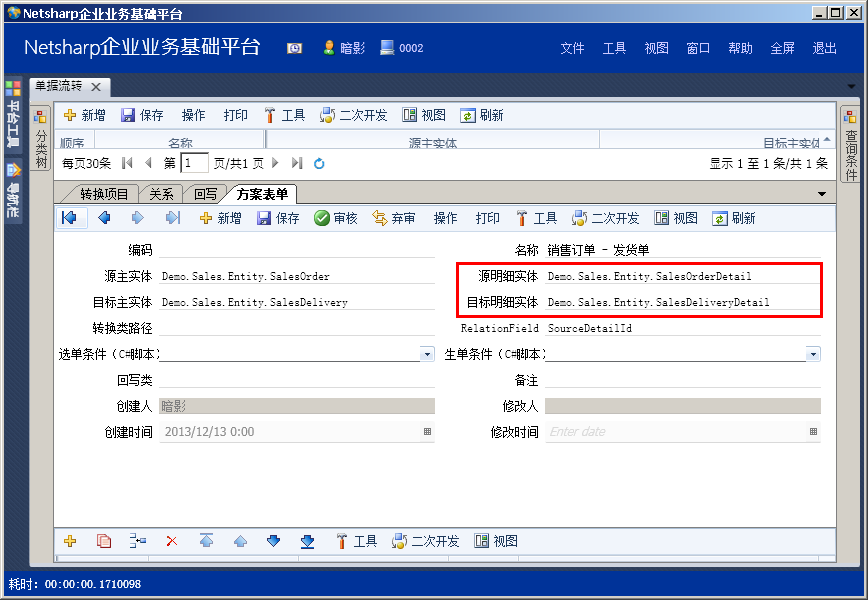 Netsharp企业业务基础平台
Netsharp企业业务基础平台 暗影 0002 文件 工具 视图 窗口 帮助 全屏 退出
平台工具
导航栏
单据流转
分类树
查询条件
新增 保存 操作 打印 工具 二次开发 视图 刷新
顺序 名称 源主实体 目标主实体
每页30条 第 1 页/共1 页 显示 1 至 1 条/共 1 条
转换项目 关系 回写 方案表单
新增 保存 审核 弃审 操作 打印 工具 二次开发 视图 刷新
编码 名称 销售订单 - 发货单
源主实体 Demo.Sales.Entity.SalesOrder 源明细实体 Demo.Sales.Entity.SalesOrderDetail
目标主实体 Demo.Sales.Entity.SalesDelivery 目标明细实体 Demo.Sales.Entity.SalesDeliveryDetail
转换类路径 RelationField SourceDetailId
选单条件（C#脚本） 生单条件（C#脚本）
回写类 备注
创建人 暗影 修改人
创建时间 2013/12/13 0:00 修改时间 Enter date
工具 二次开发 视图
耗时: 00:00:00.1710098